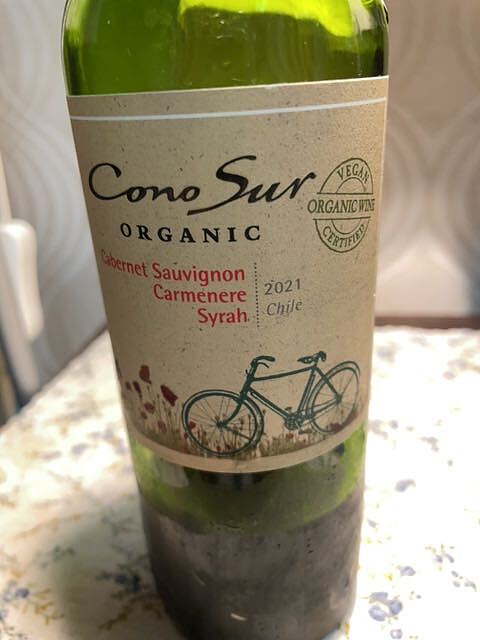 Cono Sur
ORGANIC
VEGAN
ORGANIC WINE
CERTIFIED
Cabernet Sauvignon
Carmenere
Syrah
2021
Chile